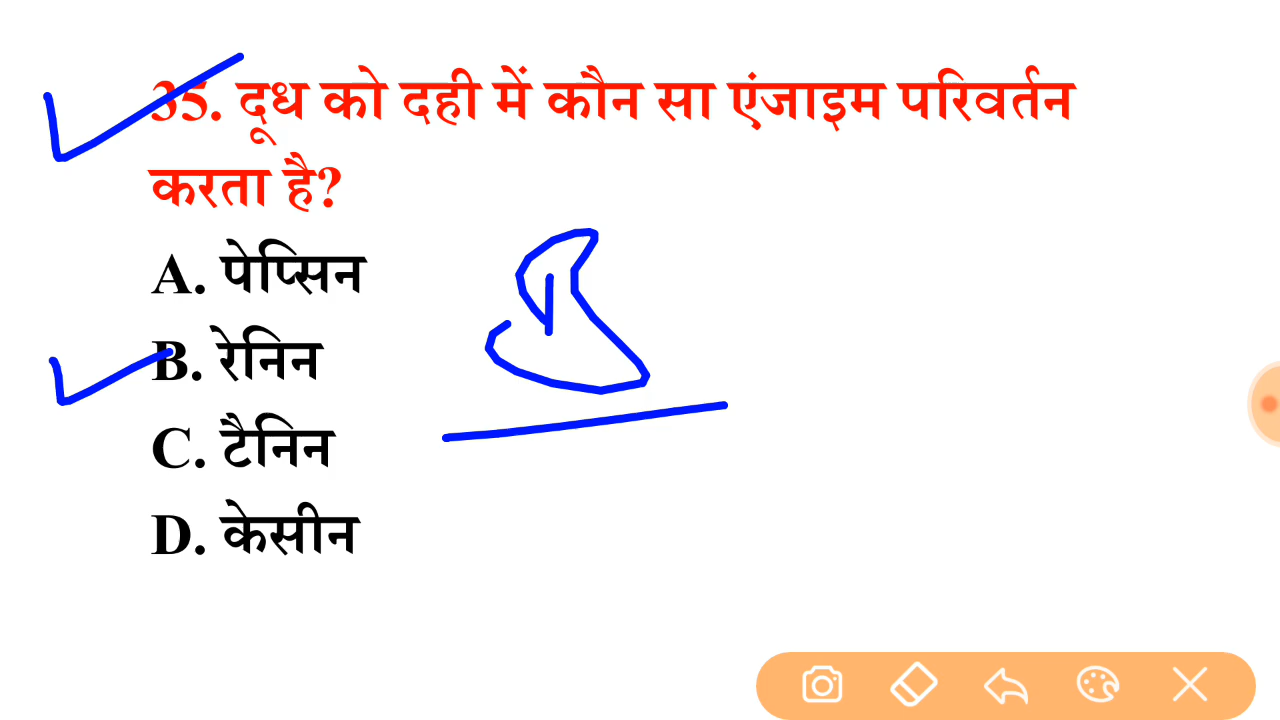 35. दूध को दही में कौन सा एंजाइम परिवर्तन
करता है?
A. पेप्सिन
B. रेनिन
C. टैनिन
D. केसीन